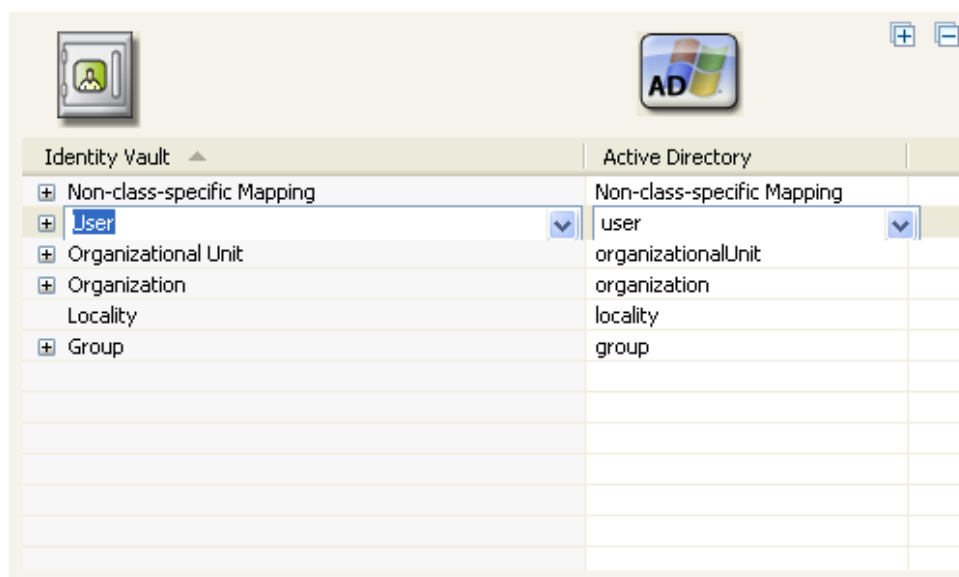 AD
Identity Vault Active Directory
Non-class-specific Mapping Non-class-specific Mapping
User user
Organizational Unit organizationalUnit
Organization organization
Locality locality
Group group